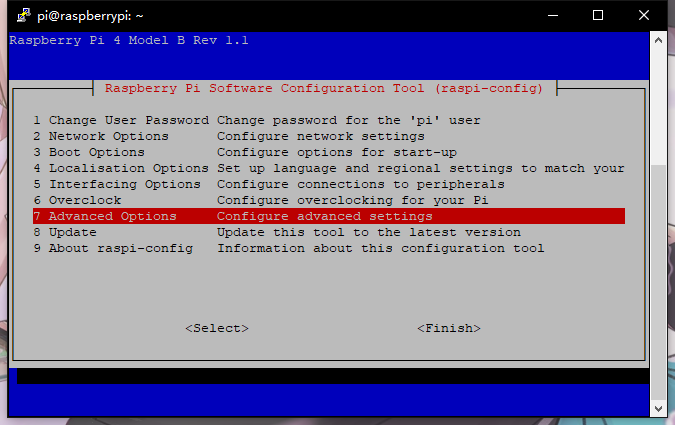 pi@raspberrypi: ~
Raspberry Pi 4 Model B Rev 1.1
Raspberry Pi Software Configuration Tool (raspi-config)
1 Change User Password Change password for the 'pi' user
2 Network Options Configure network settings
3 Boot Options Configure options for start-up
4 Localisation Options Set up language and regional settings to match your
5 Interfacing Options Configure connections to peripherals
6 Overclock Configure overclocking for your Pi
7 Advanced Options Configure advanced settings
8 Update Update this tool to the latest version
9 About raspi-config Information about this configuration tool
<Select> <Finish>